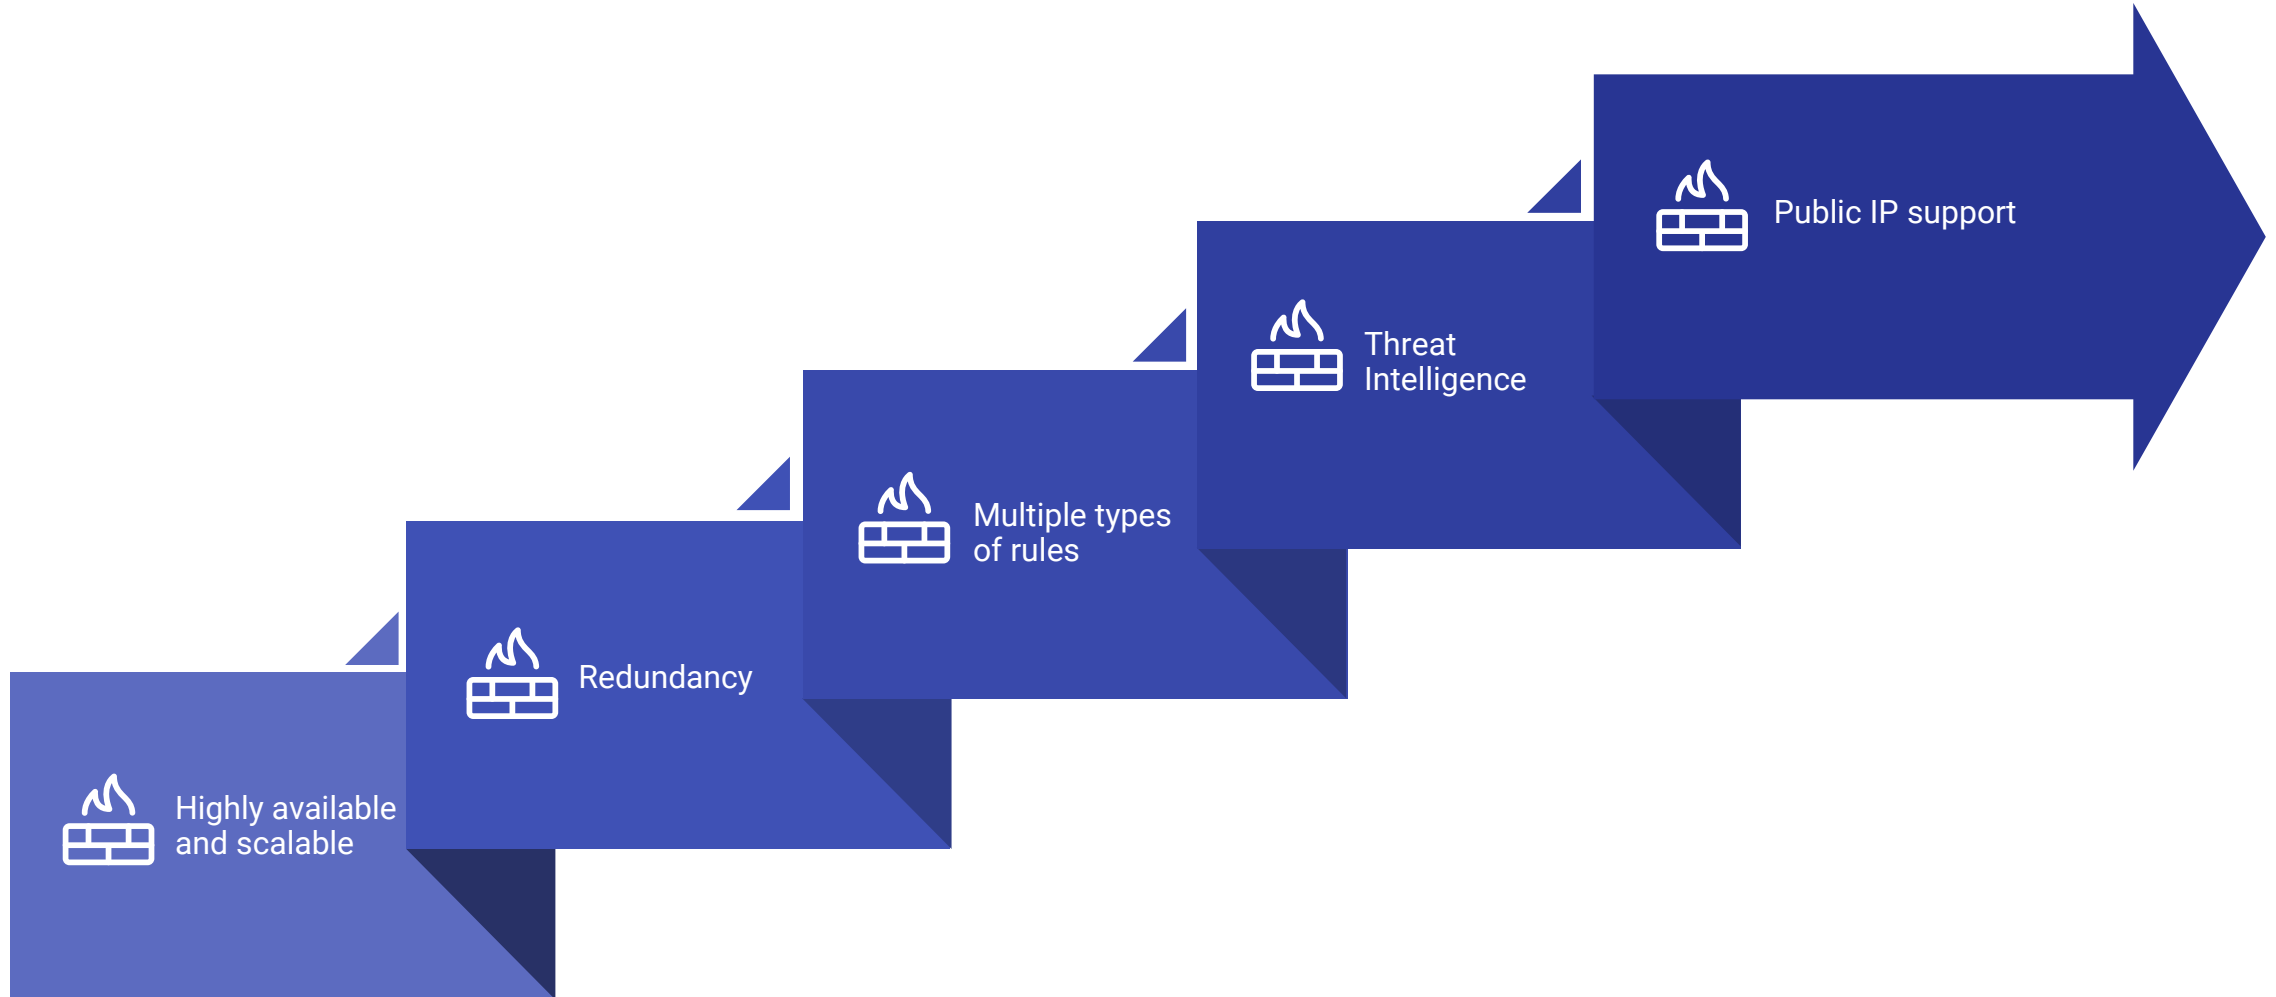 Highly available
and scalable
Redundancy
Multiple types
of rules
Threat
Intelligence
Public IP support